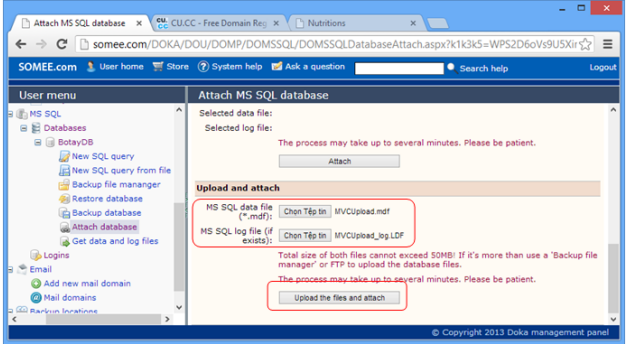 Attach MS SQL database
CU.CC - Free Domain Reg
Nutritions
somee.com/DOKA/DOU/DOMP/DOMSSQL/DOMSSQLDatabaseAttach.aspx?k1k3k5=WPS2D6oVs9U5Xir
SOMEE.com User home Store System help Ask a question Search help Logout
User menu
Attach MS SQL database
MS SQL
Databases
BotayDB
New SQL query
New SQL query from file
Backup file mananger
Restore database
Backup database
Attach database
Get data and log files
Logins
Email
Add new mail domain
Mail domains
Backup locations
Selected data file:
Selected log file:
The process may take up to several minutes. Please be patient.
Attach
Upload and attach
MS SQL data file
(*.mdf):
Chọn Tệp tin MVCUpload.mdf
MS SQL log file (if
exists):
Chọn Tệp tin MVCUpload_log.LDF
Total size of both files cannot exceed 50MB! If it's more than use a 'Backup file
manager' or FTP to upload the database files.
The process may take up to several minutes. Please be patient.
Upload the files and attach
© Copyright 2013 Doka management panel